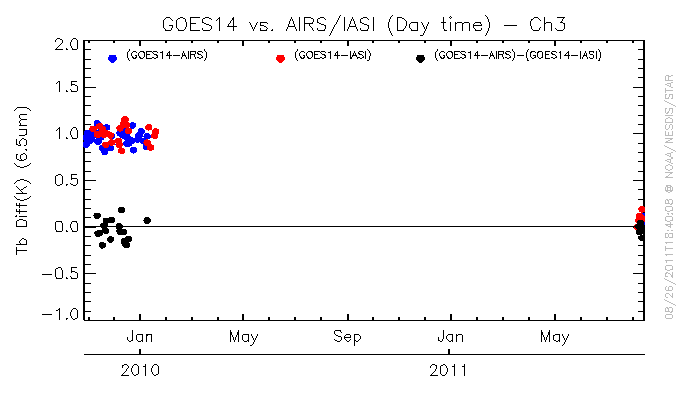 GOES14 vs. AIRS/IASI (Day time) – Ch3
(GOES14–AIRS) (GOES14–IASI) (GOES14–AIRS)–(GOES14–IASI)
Tb Diff(K) (6.5um)
2.0
1.5
1.0
0.5
0.0
–0.5
–1.0
Jan May Sep Jan May
2010 2011
08/26/2011T18:40:08 @ NOAA/NESDIS/STAR